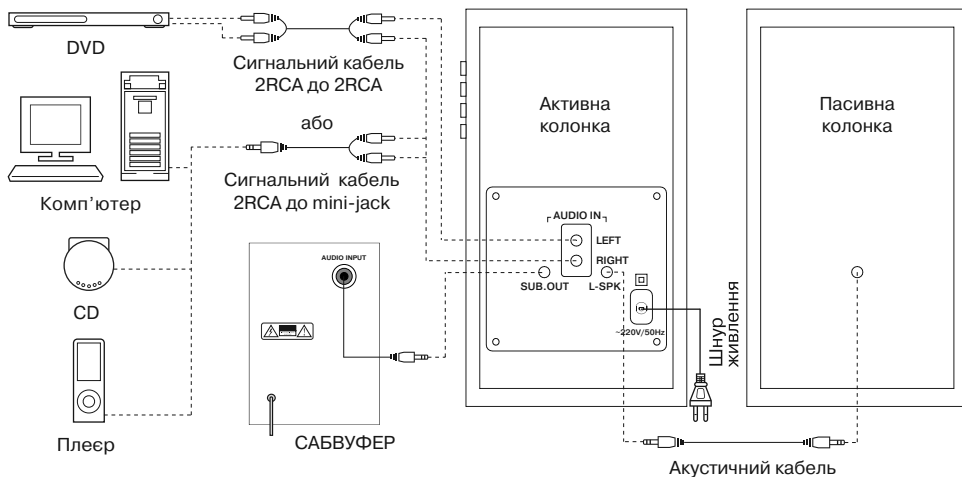 DVD
Сигнальний кабель
2RCA до 2RCA
або
Комп'ютер
Сигнальний кабель
2RCA до mini-jack
CD
Плеєр
AUDIO INPUT
САБВУФЕР
Активна
колонка
AUDIO IN
LEFT
RIGHT
SUB.OUT
L-SPK
~220V/50Hz
Шнур
живлення
Пасивна
колонка
Акустичний кабель